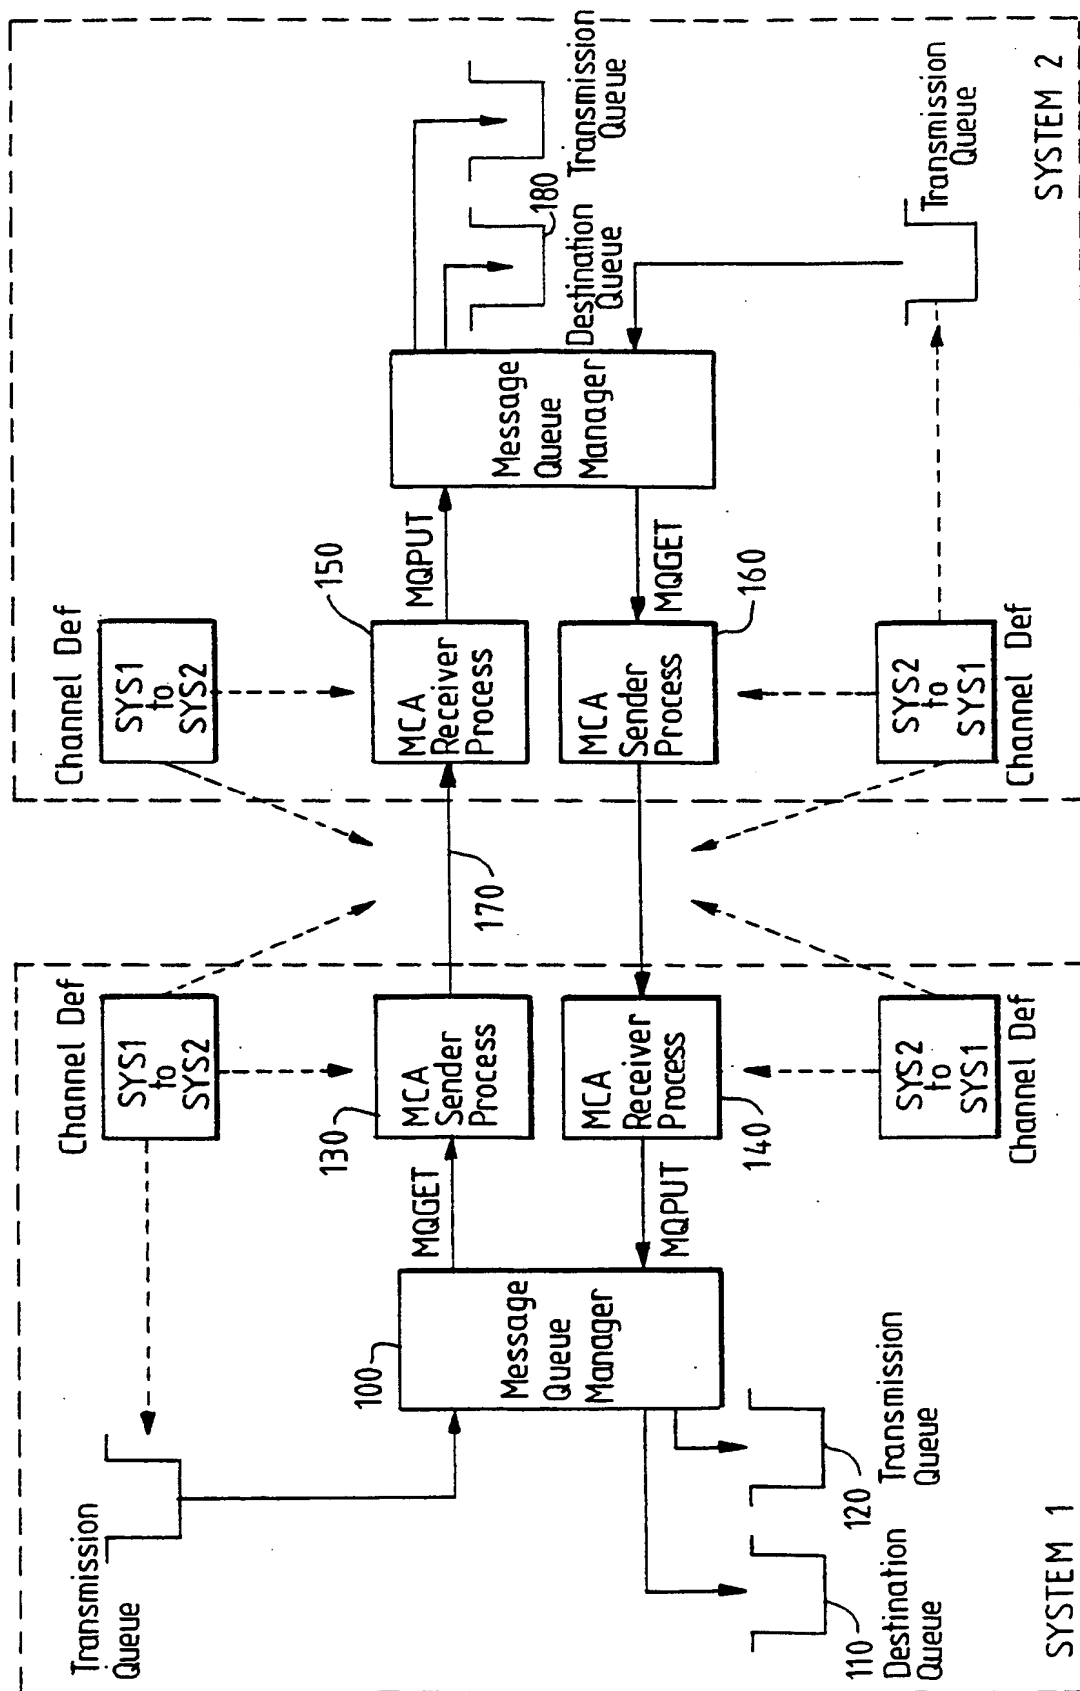 Transmission
Queue
Channel Def
SYS1
to
SYS2
Channel Def
SYS1
to
SYS2
100
Message
Queue
Manager
MQGET
130
MCA
Sender
Process
170
150
MCA
Receiver
Process
MQPUT
Message
Queue
Manager
Destination
Queue
180
Transmission
Queue
MQPUT
140
MCA
Receiver
Process
MCA
Sender
Process
160
MQGET
110
Destination
Queue
120
Transmission
Queue
SYS2
to
SYS1
Channel Def
SYS2
to
SYS1
Channel Def
Transmission
Queue
SYSTEM 1
SYSTEM 2